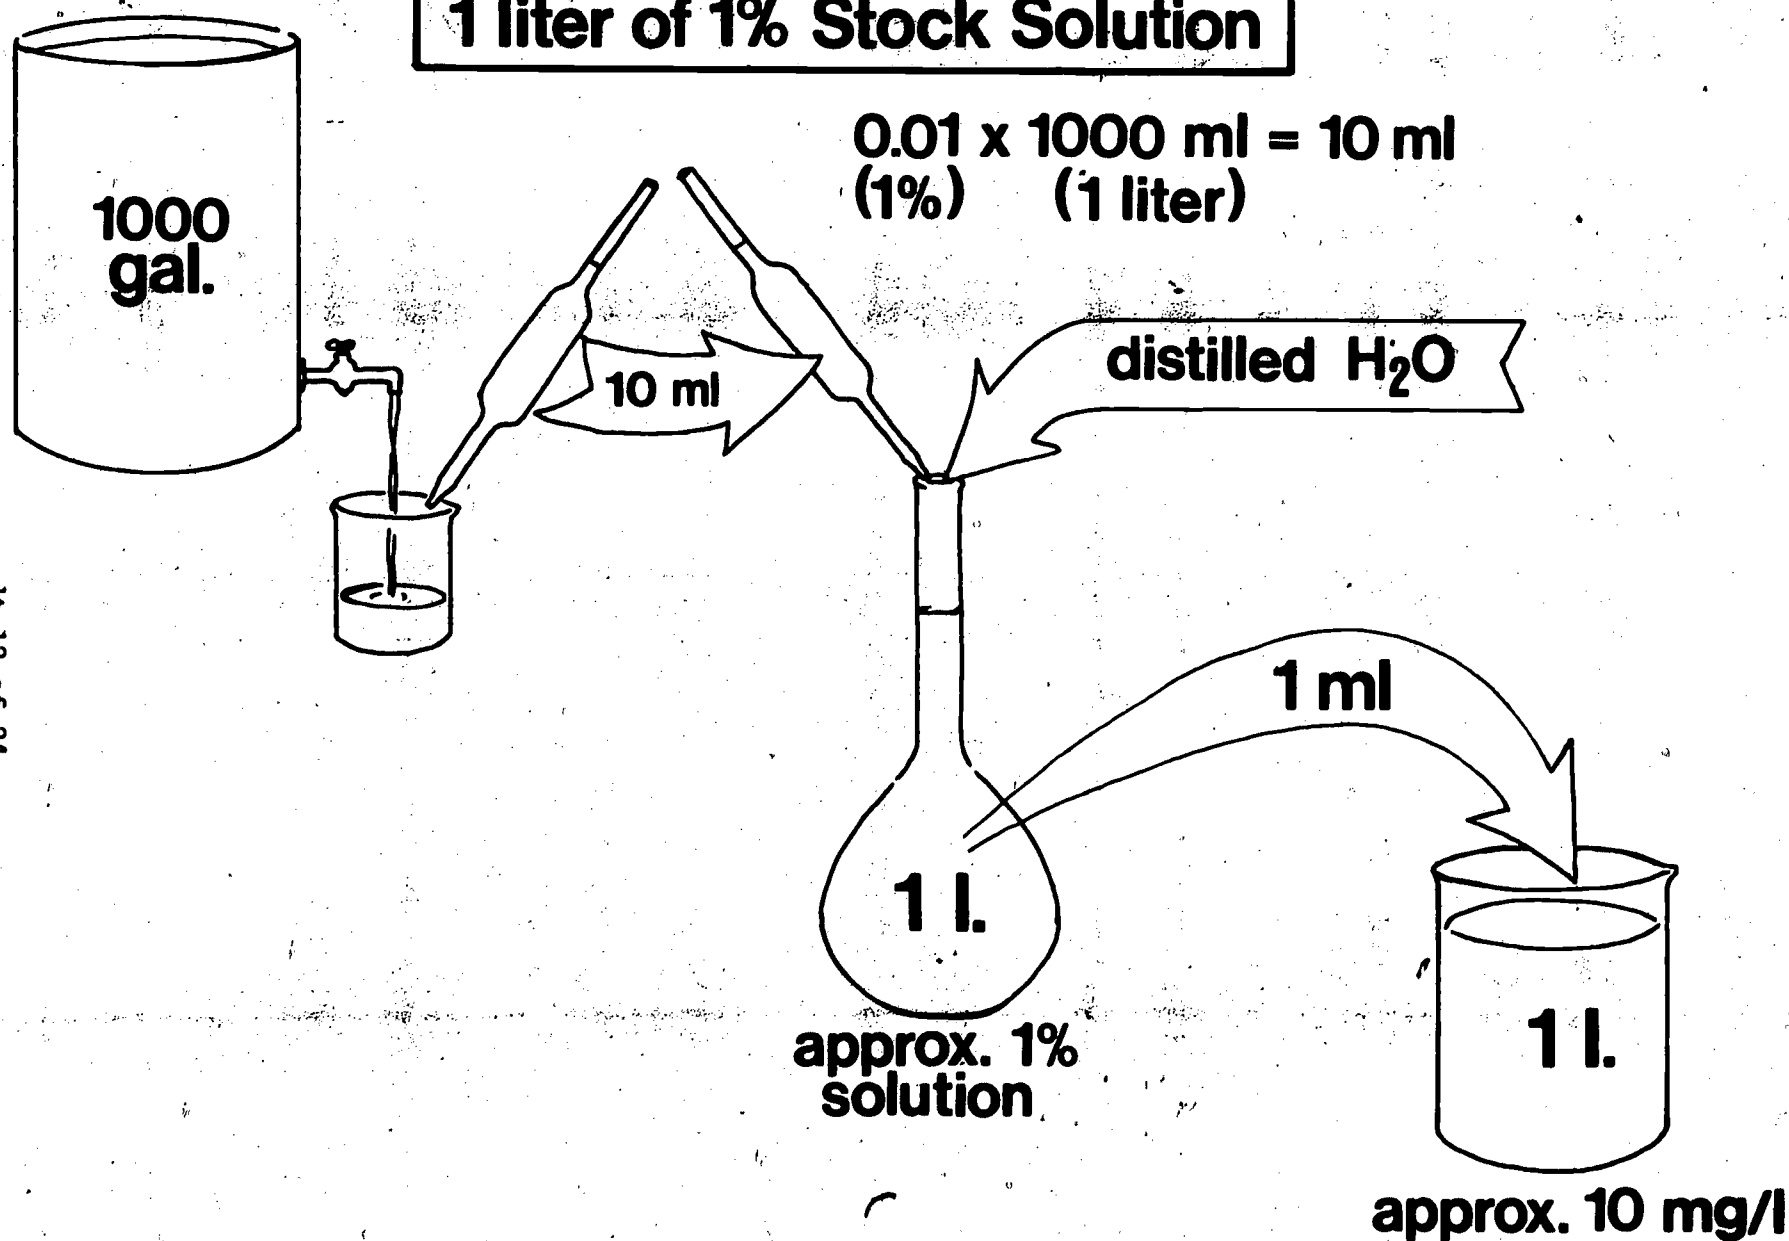 1 liter of 1% Stock Solution
0.01 x 1000 ml = 10 ml
(1%) (1 liter)
1000
gal.
10 ml
distilled H₂O
1 ml
1 l.
approx. 1%
solution
1 l.
approx. 10 mg/l